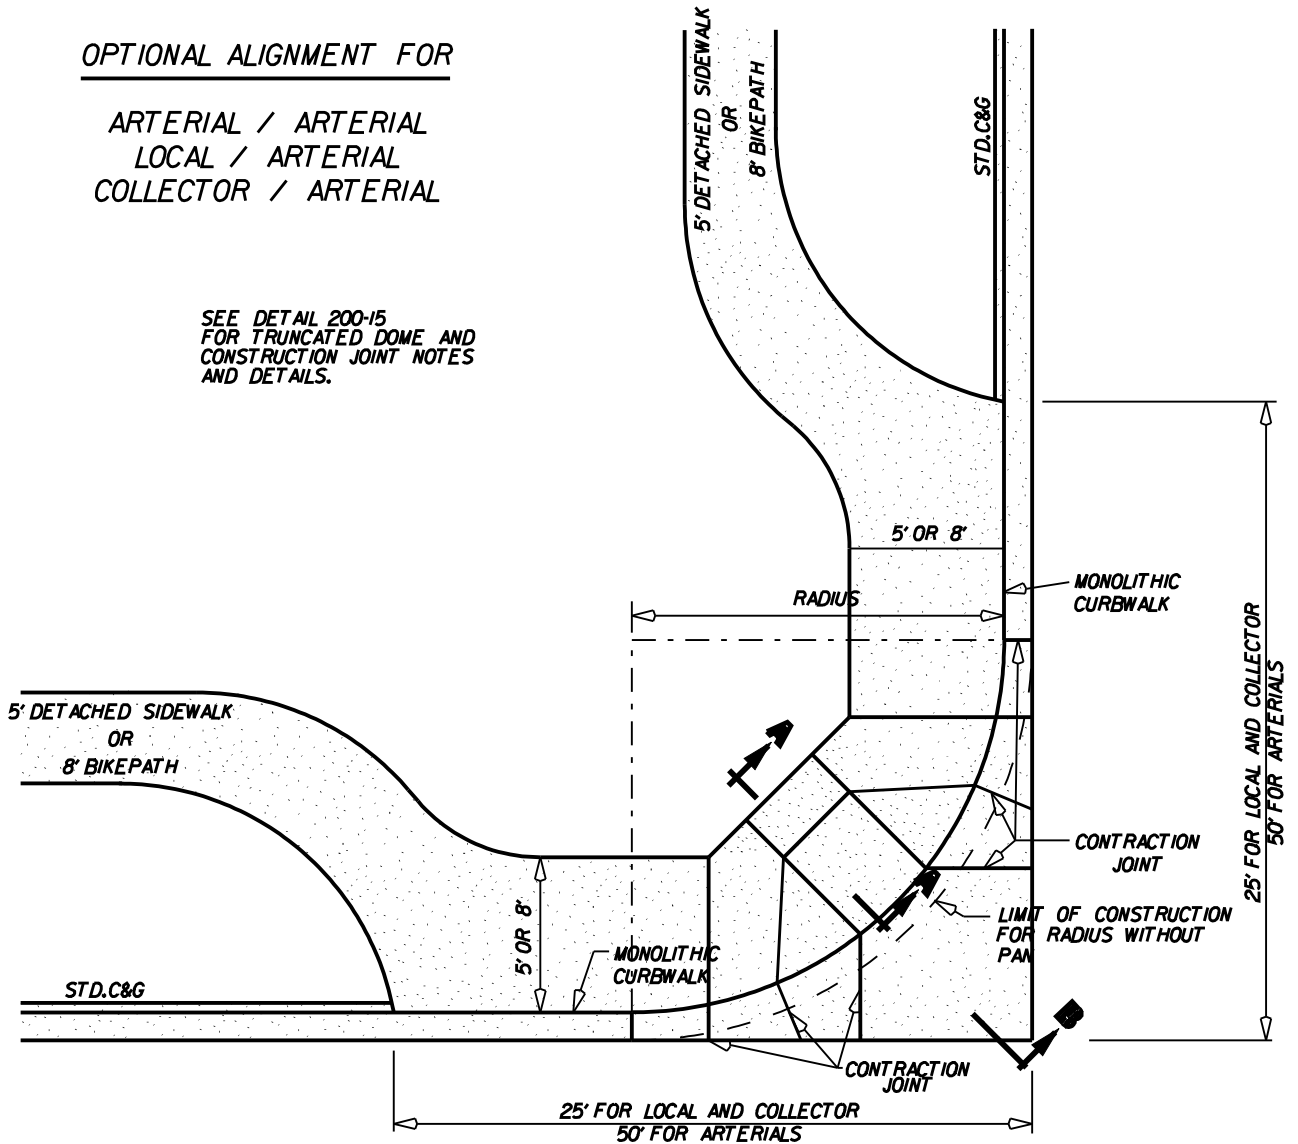 OPTIONAL ALIGNMENT FOR
ARTERIAL / ARTERIAL
LOCAL / ARTERIAL
COLLECTOR / ARTERIAL
SEE DETAIL 200-15
FOR TRUNCATED DOME AND
CONSTRUCTION JOINT NOTES
AND DETAILS.
5' DETACHED SIDEWALK
OR
8' BIKEPATH
STD.C&G
5' OR 8'
RADIUS
MONOLITHIC
CURBWALK
25' FOR LOCAL AND COLLECTOR
50' FOR ARTERIALS
5' DETACHED SIDEWALK
OR
8' BIKEPATH
A
CONTRACTION
JOINT
A
LIMIT OF CONSTRUCTION
FOR RADIUS WITHOUT
PAN
5' OR 8'
MONOLITHIC
CURBWALK
STD.C&G
B
CONTRACTION
JOINT
25' FOR LOCAL AND COLLECTOR
50' FOR ARTERIALS